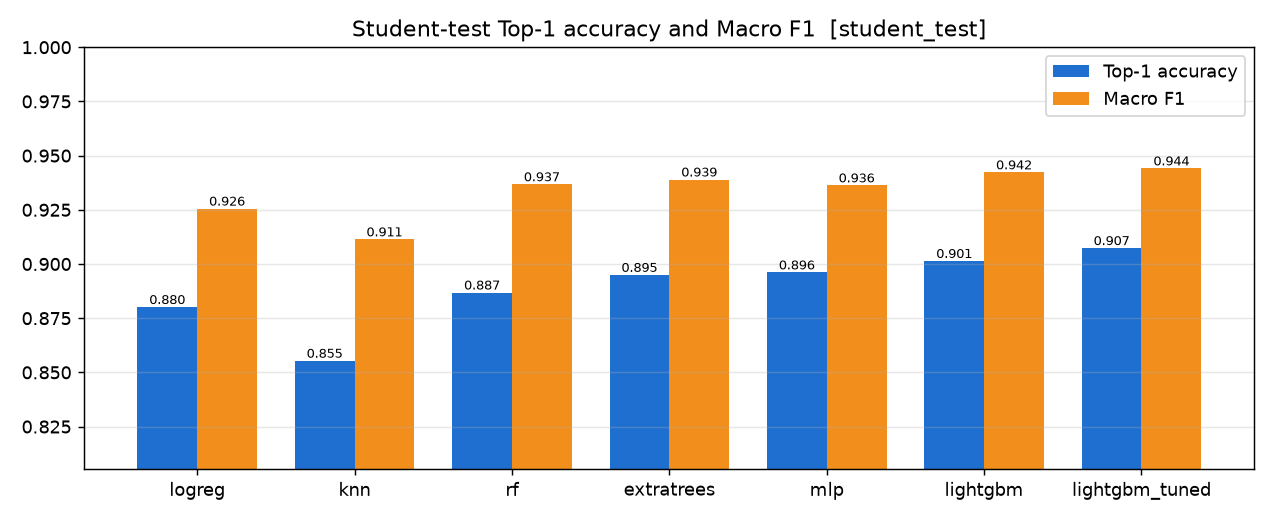 Student-test Top-1 accuracy and Macro F1 [student_test]
1.000
0.975
0.950
0.925
0.900
0.875
0.850
0.825
Top-1 accuracy
Macro F1
0.880
0.926
0.855
0.911
0.887
0.937
0.895
0.939
0.896
0.936
0.901
0.942
0.907
0.944
logreg
knn
rf
extratrees
mlp
lightgbm
lightgbm_tuned